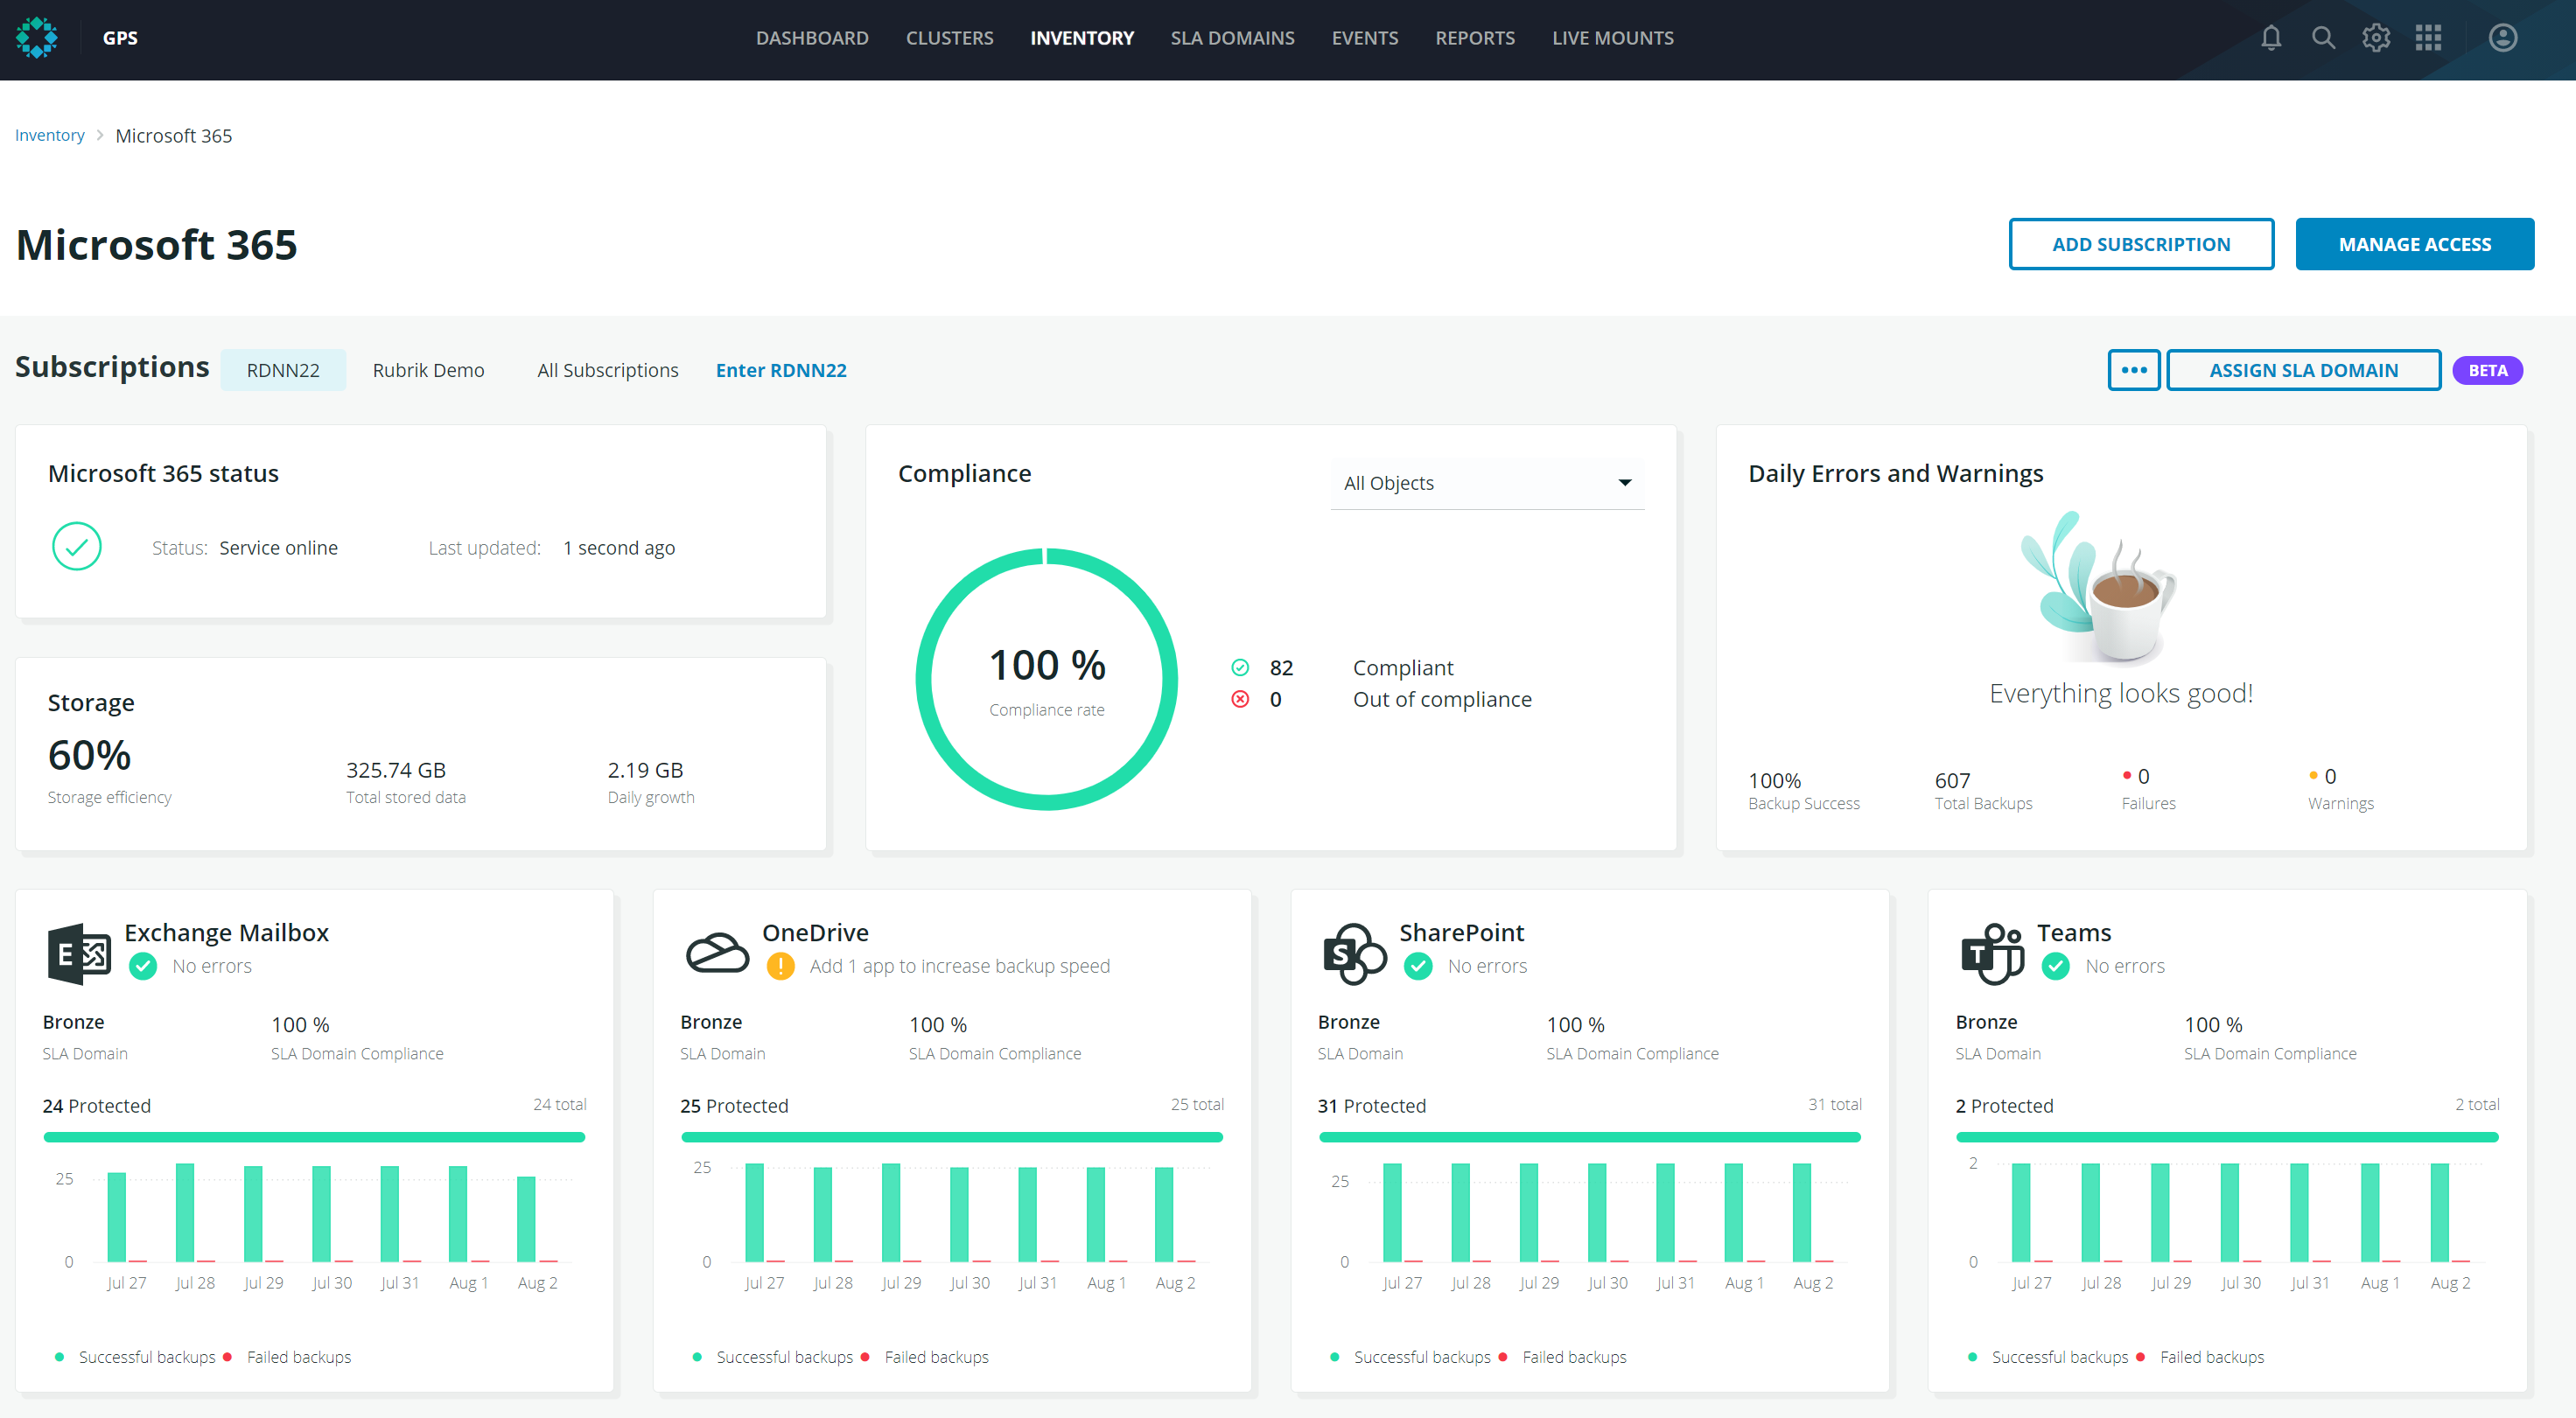 GPS DASHBOARD CLUSTERS INVENTORY SLA DOMAINS EVENTS REPORTS LIVE MOUNTS
Inventory > Microsoft 365
Microsoft 365 ADD SUBSCRIPTION MANAGE ACCESS
Subscriptions RDNN22 Rubrik Demo All Subscriptions Enter RDNN22 ••• ASSIGN SLA DOMAIN BETA
Microsoft 365 status
Status: Service online Last updated: 1 second ago
Storage
60% 325.74 GB 2.19 GB
Storage efficiency Total stored data Daily growth
Compliance All Objects
100 %
Compliance rate
82 Compliant
0 Out of compliance
Daily Errors and Warnings
Everything looks good!
100% 607 0 0
Backup Success Total Backups Failures Warnings
E
Exchange Mailbox
No errors
Bronze 100 %
SLA Domain SLA Domain Compliance
24 Protected 24 total
25
0
Jul 27 Jul 28 Jul 29 Jul 30 Jul 31 Aug 1 Aug 2
Successful backups Failed backups
OneDrive
! Add 1 app to increase backup speed
Bronze 100 %
SLA Domain SLA Domain Compliance
25 Protected 25 total
25
0
Jul 27 Jul 28 Jul 29 Jul 30 Jul 31 Aug 1 Aug 2
Successful backups Failed backups
S
SharePoint
No errors
Bronze 100 %
SLA Domain SLA Domain Compliance
31 Protected 31 total
25
0
Jul 27 Jul 28 Jul 29 Jul 30 Jul 31 Aug 1 Aug 2
Successful backups Failed backups
T
Teams
No errors
Bronze 100 %
SLA Domain SLA Domain Compliance
2 Protected 2 total
2
0
Jul 27 Jul 28 Jul 29 Jul 30 Jul 31 Aug 1 Aug 2
Successful backups Failed backups